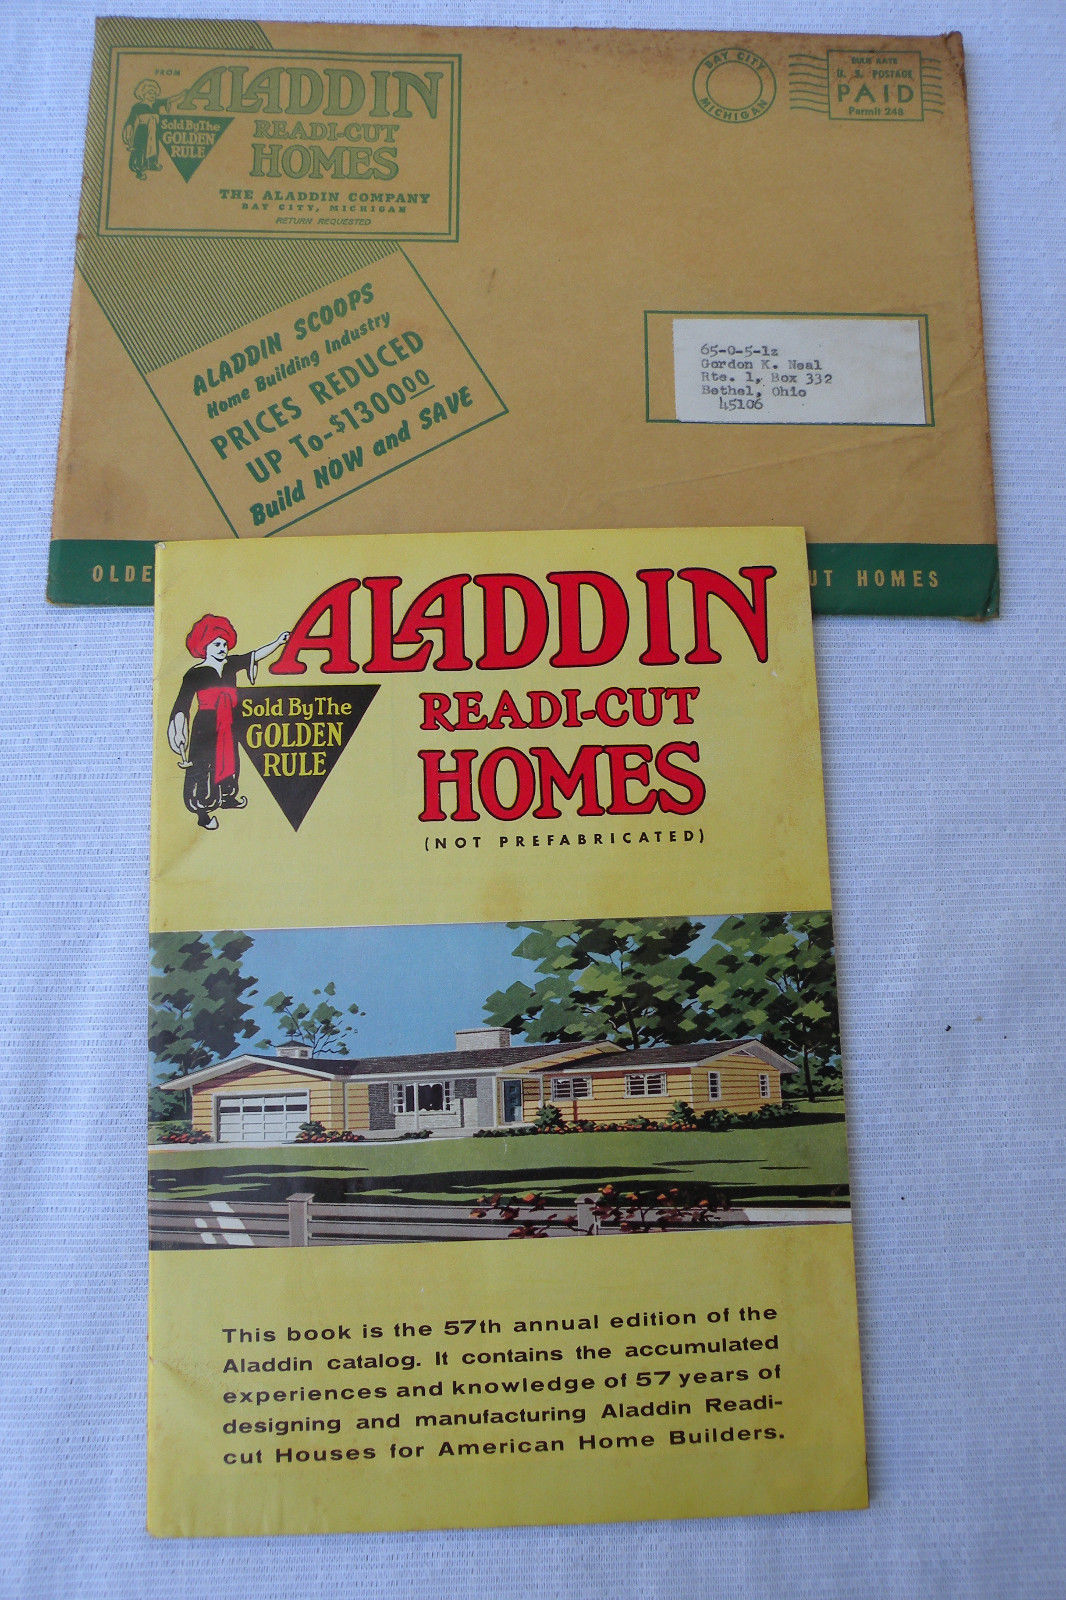 FROM
ALADDIN
READI-CUT
HOMES
Sold By The
GOLDEN
RULE
THE ALADDIN COMPANY
BAY CITY, MICHIGAN
RETURN REQUESTED
BAY CITY
MICHIGAN
BULK RATE
U. S. POSTAGE
PAID
Permit 248
ALADDIN SCOOPS
Home Building Industry
PRICES REDUCED
UP To-$1300.00
Build NOW and SAVE
65-0-5-1z
Gordon K. Neal
Rte. 1, Box 332
Bethel, Ohio
45106
HOMES
ALADDIN
READI-CUT
HOMES
(NOT PREFABRICATED)
Sold By The
GOLDEN
RULE
This book is the 57th annual edition of the
Aladdin catalog. It contains the accumulated
experiences and knowledge of 57 years of
designing and manufacturing Aladdin Readi-
cut Houses for American Home Builders.